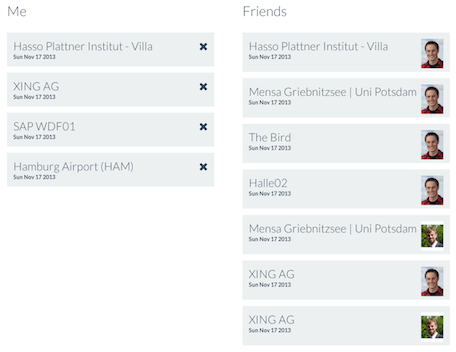 Me
Hasso Plattner Institut - Villa
Sun Nov 17 2013
XING AG
Sun Nov 17 2013
SAP WDF01
Sun Nov 17 2013
Hamburg Airport (HAM)
Sun Nov 17 2013
Friends
Hasso Plattner Institut - Villa
Sun Nov 17 2013
Mensa Griebnitzsee | Uni Potsdam
Sun Nov 17 2013
The Bird
Sun Nov 17 2013
Halle02
Sun Nov 17 2013
Mensa Griebnitzsee | Uni Potsdam
Sun Nov 17 2013
XING AG
Sun Nov 17 2013
XING AG
Sun Nov 17 2013